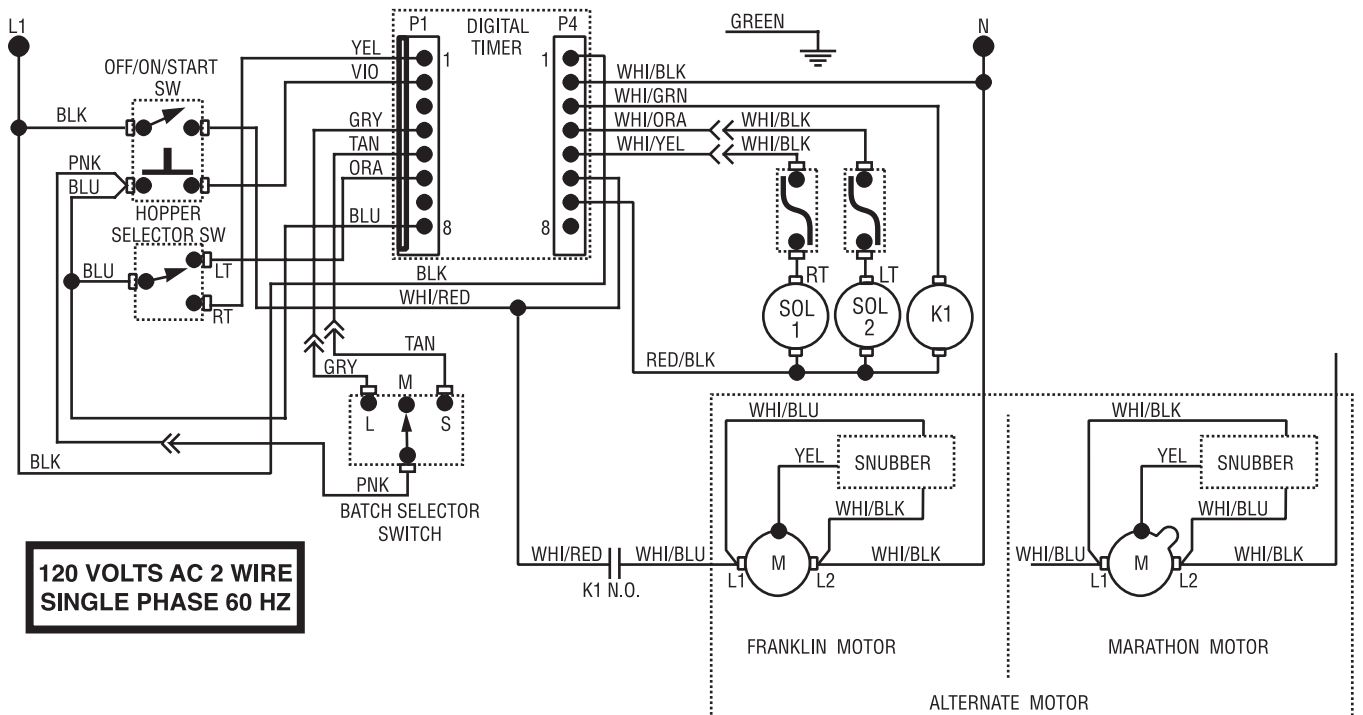 L1
P1
DIGITAL
TIMER
P4
GREEN
N
OFF/ON/START
SW
YEL
1
1
VIO
WHI/BLK
WHI/GRN
BLK
GRY
WHI/ORA
WHI/BLK
TAN
WHI/YEL
WHI/BLK
PNK
ORA
BLU
HOPPER
SELECTOR SW
BLU
8
8
BLU
LT
BLK
RT
LT
RT
WHI/RED
SOL
1
SOL
2
K1
TAN
RED/BLK
GRY
M
L
S
WHI/BLU
WHI/BLK
BLK
YEL
SNUBBER
YEL
SNUBBER
PNK
BATCH SELECTOR
SWITCH
WHI/BLK
WHI/BLU
WHI/RED
WHI/BLU
WHI/BLK
WHI/BLU
WHI/BLK
L1
M
L2
L1
M
L2
K1 N.O.
120 VOLTS AC 2 WIRE
SINGLE PHASE 60 HZ
FRANKLIN MOTOR
MARATHON MOTOR
ALTERNATE MOTOR